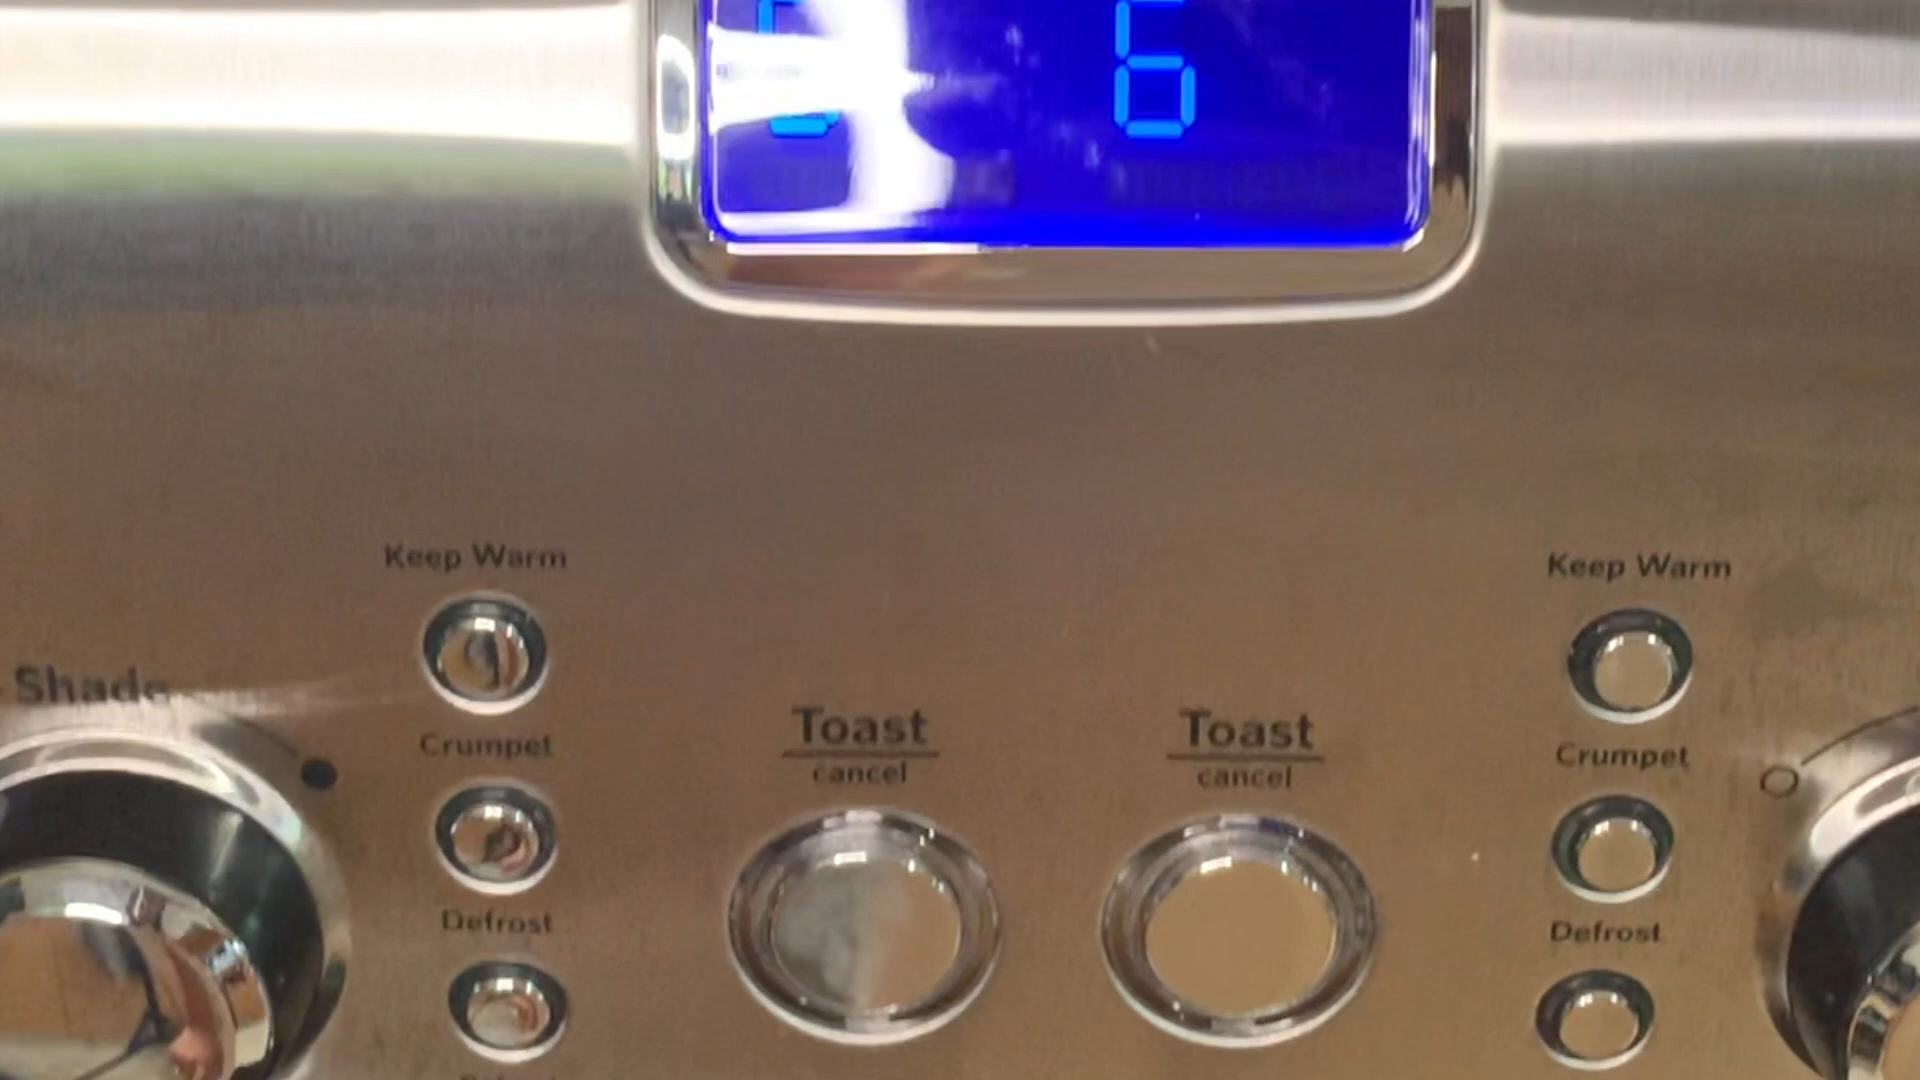 6
Keep Warm
Keep Warm
Shade
Toast
cancel
Toast
cancel
Crumpet
Crumpet
Defrost
Defrost